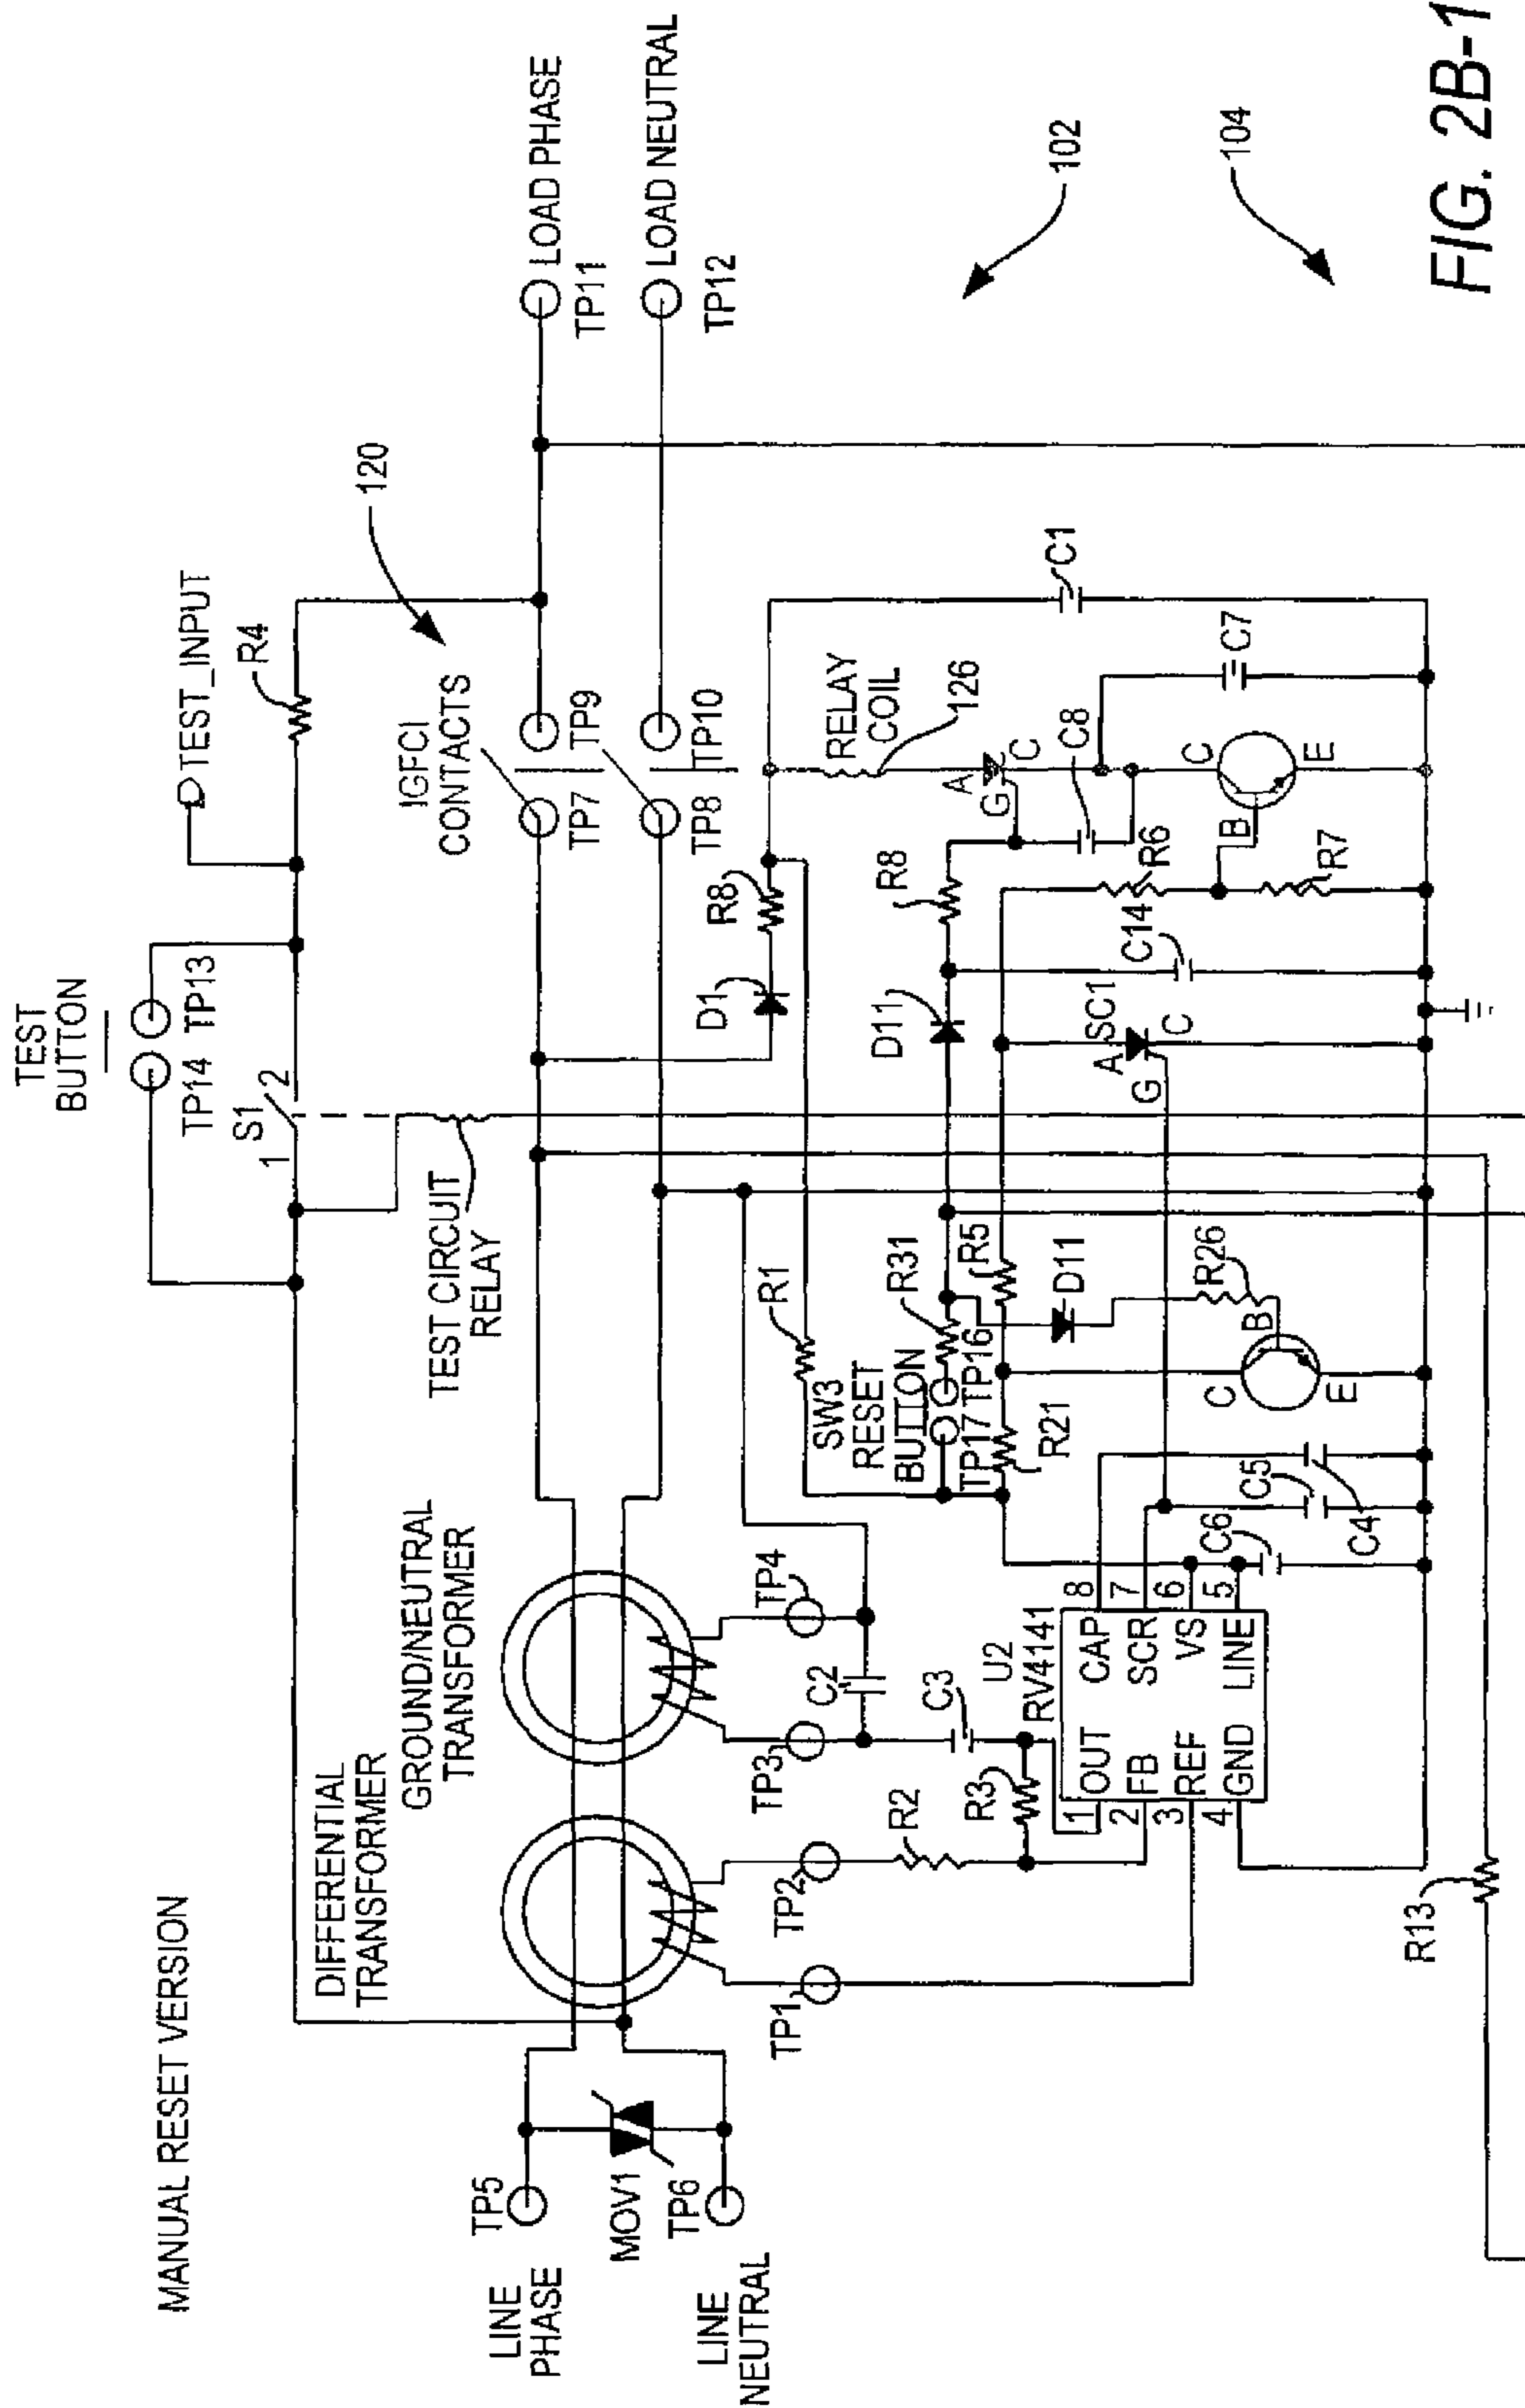 MANUAL RESET VERSION
TEST
BUTTON
TP14
TP13
S1
1
2
TEST_INPUT
R4
120
IGFCI
CONTACTS
TEST CIRCUIT
RELAY
DIFFERENTIAL
TRANSFORMER
GROUND/NEUTRAL
TRANSFORMER
LINE
PHASE
TP5
MOV1
TP6
LINE
NEUTRAL
TP7
TP9
TP8
TP10
LOAD PHASE
TP11
LOAD NEUTRAL
TP12
TP1
TP2
TP3
TP4
C2
R2
C3
R3
R1
D1
R8
RELAY
COIL
126
C1
SW3
RESET
BUTTON
TP17
TP16
R31
R21
R5
D11
R26
B
C
E
D11
R8
A
G
C
C8
C7
C14
R6
R7
B
C
E
A
SC1
G
C
U2
RV4141
1
OUT
2
FB
3
REF
4
GND
CAP
8
SCR
7
VS
6
LINE
5
C6
C5
C4
R13
102
104
FIG. 2B-1